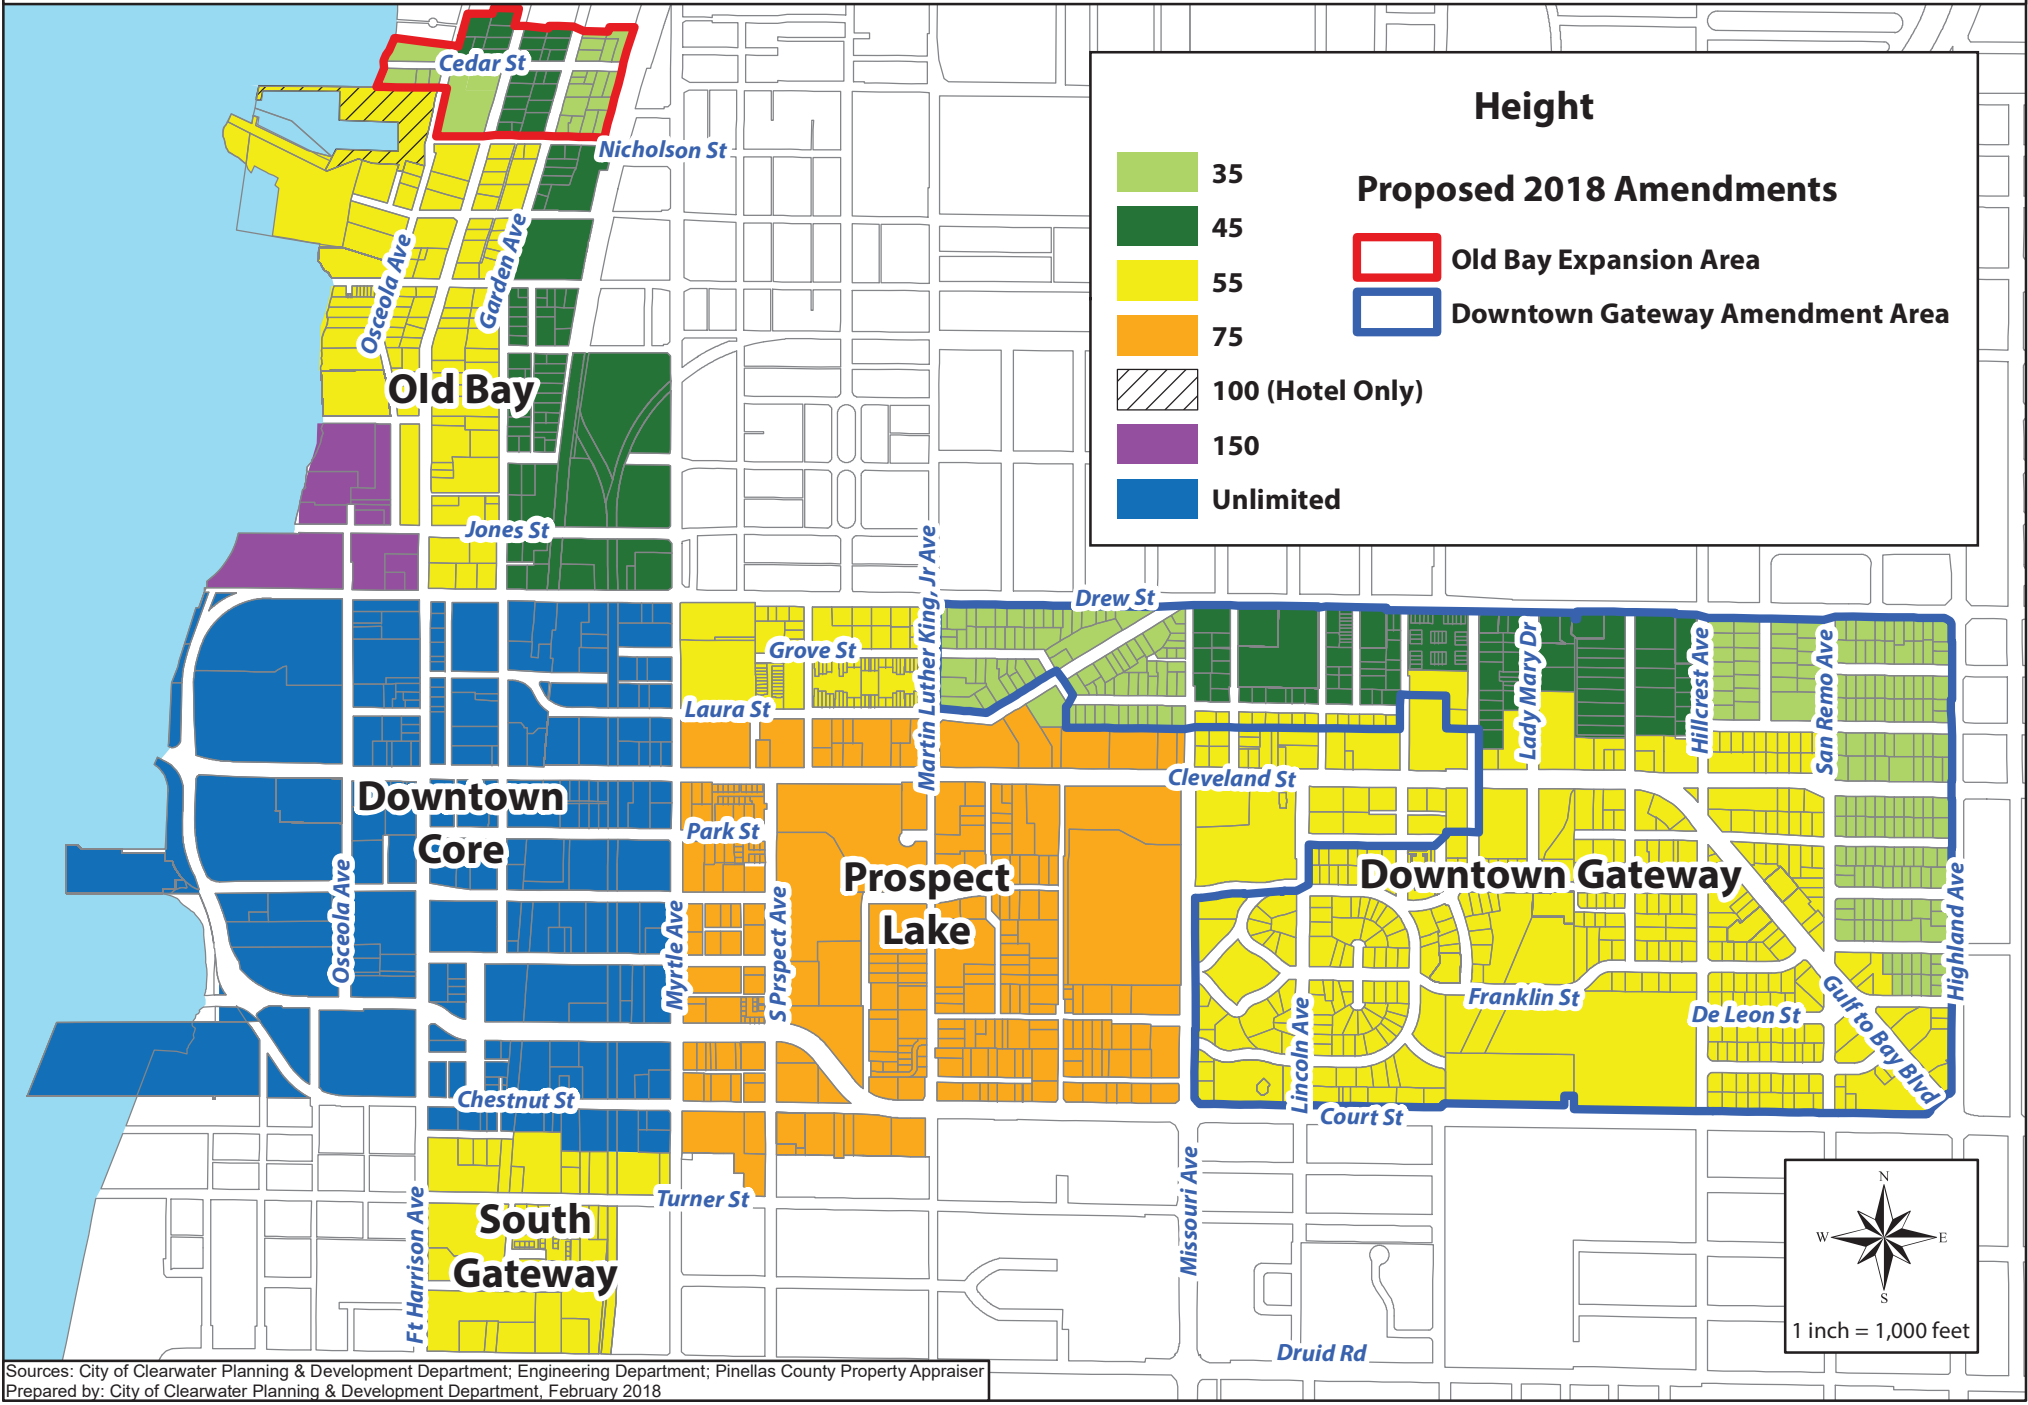 Cedar St
Nicholson St
Height
35
45
55
75
100 (Hotel Only)
150
Unlimited
Proposed 2018 Amendments
Old Bay Expansion Area
Downtown Gateway Amendment Area
Osceola Ave
Garden Ave
Old Bay
Jones St
Martin Luther King, Jr Ave
Drew St
Grove St
Laura St
Lady Mary Dr
Hillcrest Ave
San Remo Ave
Cleveland St
Downtown
Core
Park St
Prospect
Lake
Downtown Gateway
Osceola Ave
Myrtle Ave
S Prspect Ave
Highland Ave
Franklin St
De Leon St
Gulf to Bay Blvd
Lincoln Ave
Chestnut St
Court St
Missouri Ave
Turner St
South
Gateway
Ft Harrison Ave
Druid Rd
N
W
E
S
1 inch = 1,000 feet
Sources: City of Clearwater Planning & Development Department; Engineering Department; Pinellas County Property Appraiser
Prepared by: City of Clearwater Planning & Development Department, February 2018